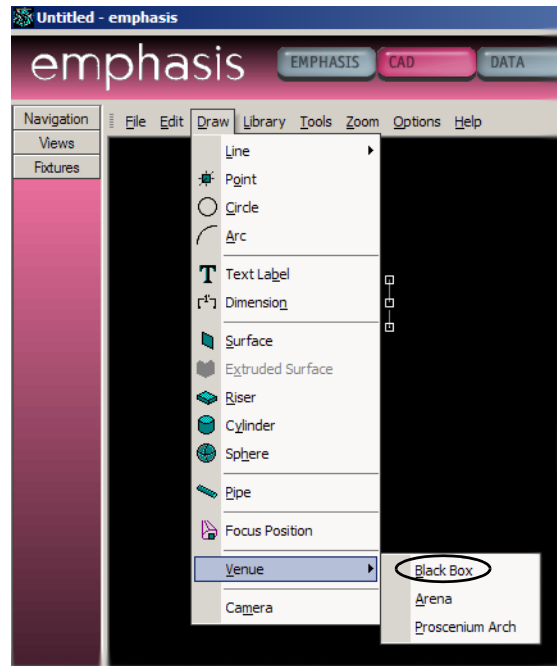 Untitled - emphasis
emphasis EMPHASIS CAD DATA
Navigation File Edit Draw Library Tools Zoom Options Help
Views
Fixtures
Line
Point
Circle
Arc
T Text Label
Dimension
Surface
Extruded Surface
Riser
Cylinder
Sphere
Pipe
Focus Position
Venue
Black Box
Arena
Camera
Proscenium Arch